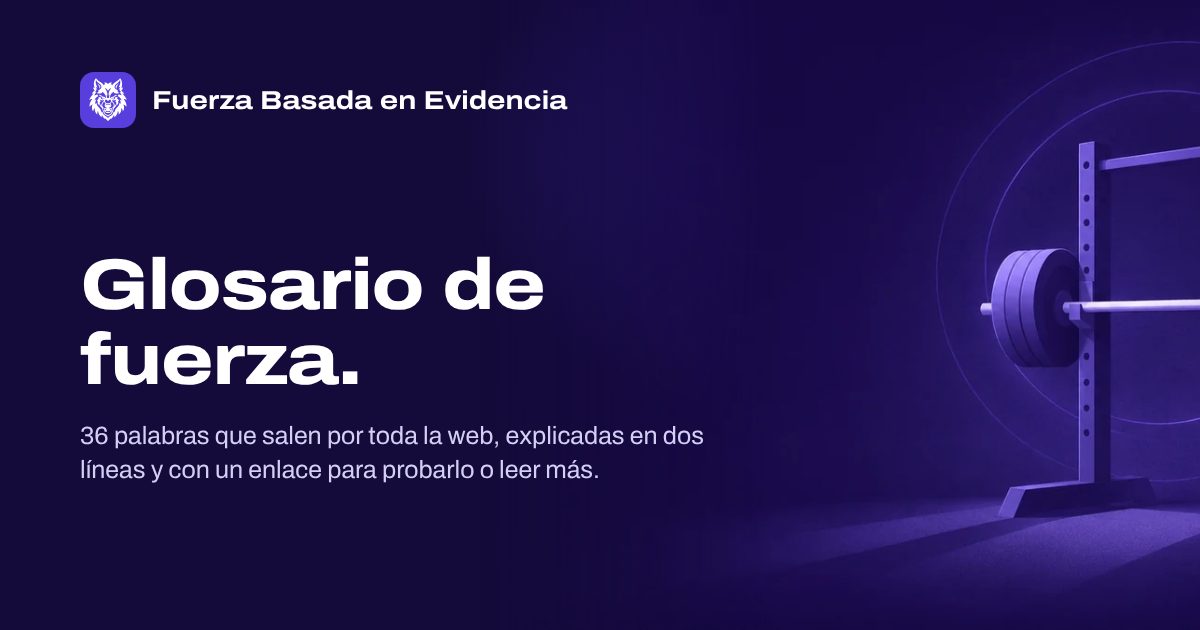 Fuerza Basada en Evidencia
Glosario de
fuerza.
36 palabras que salen por toda la web, explicadas en dos
líneas y con un enlace para probarlo o leer más.